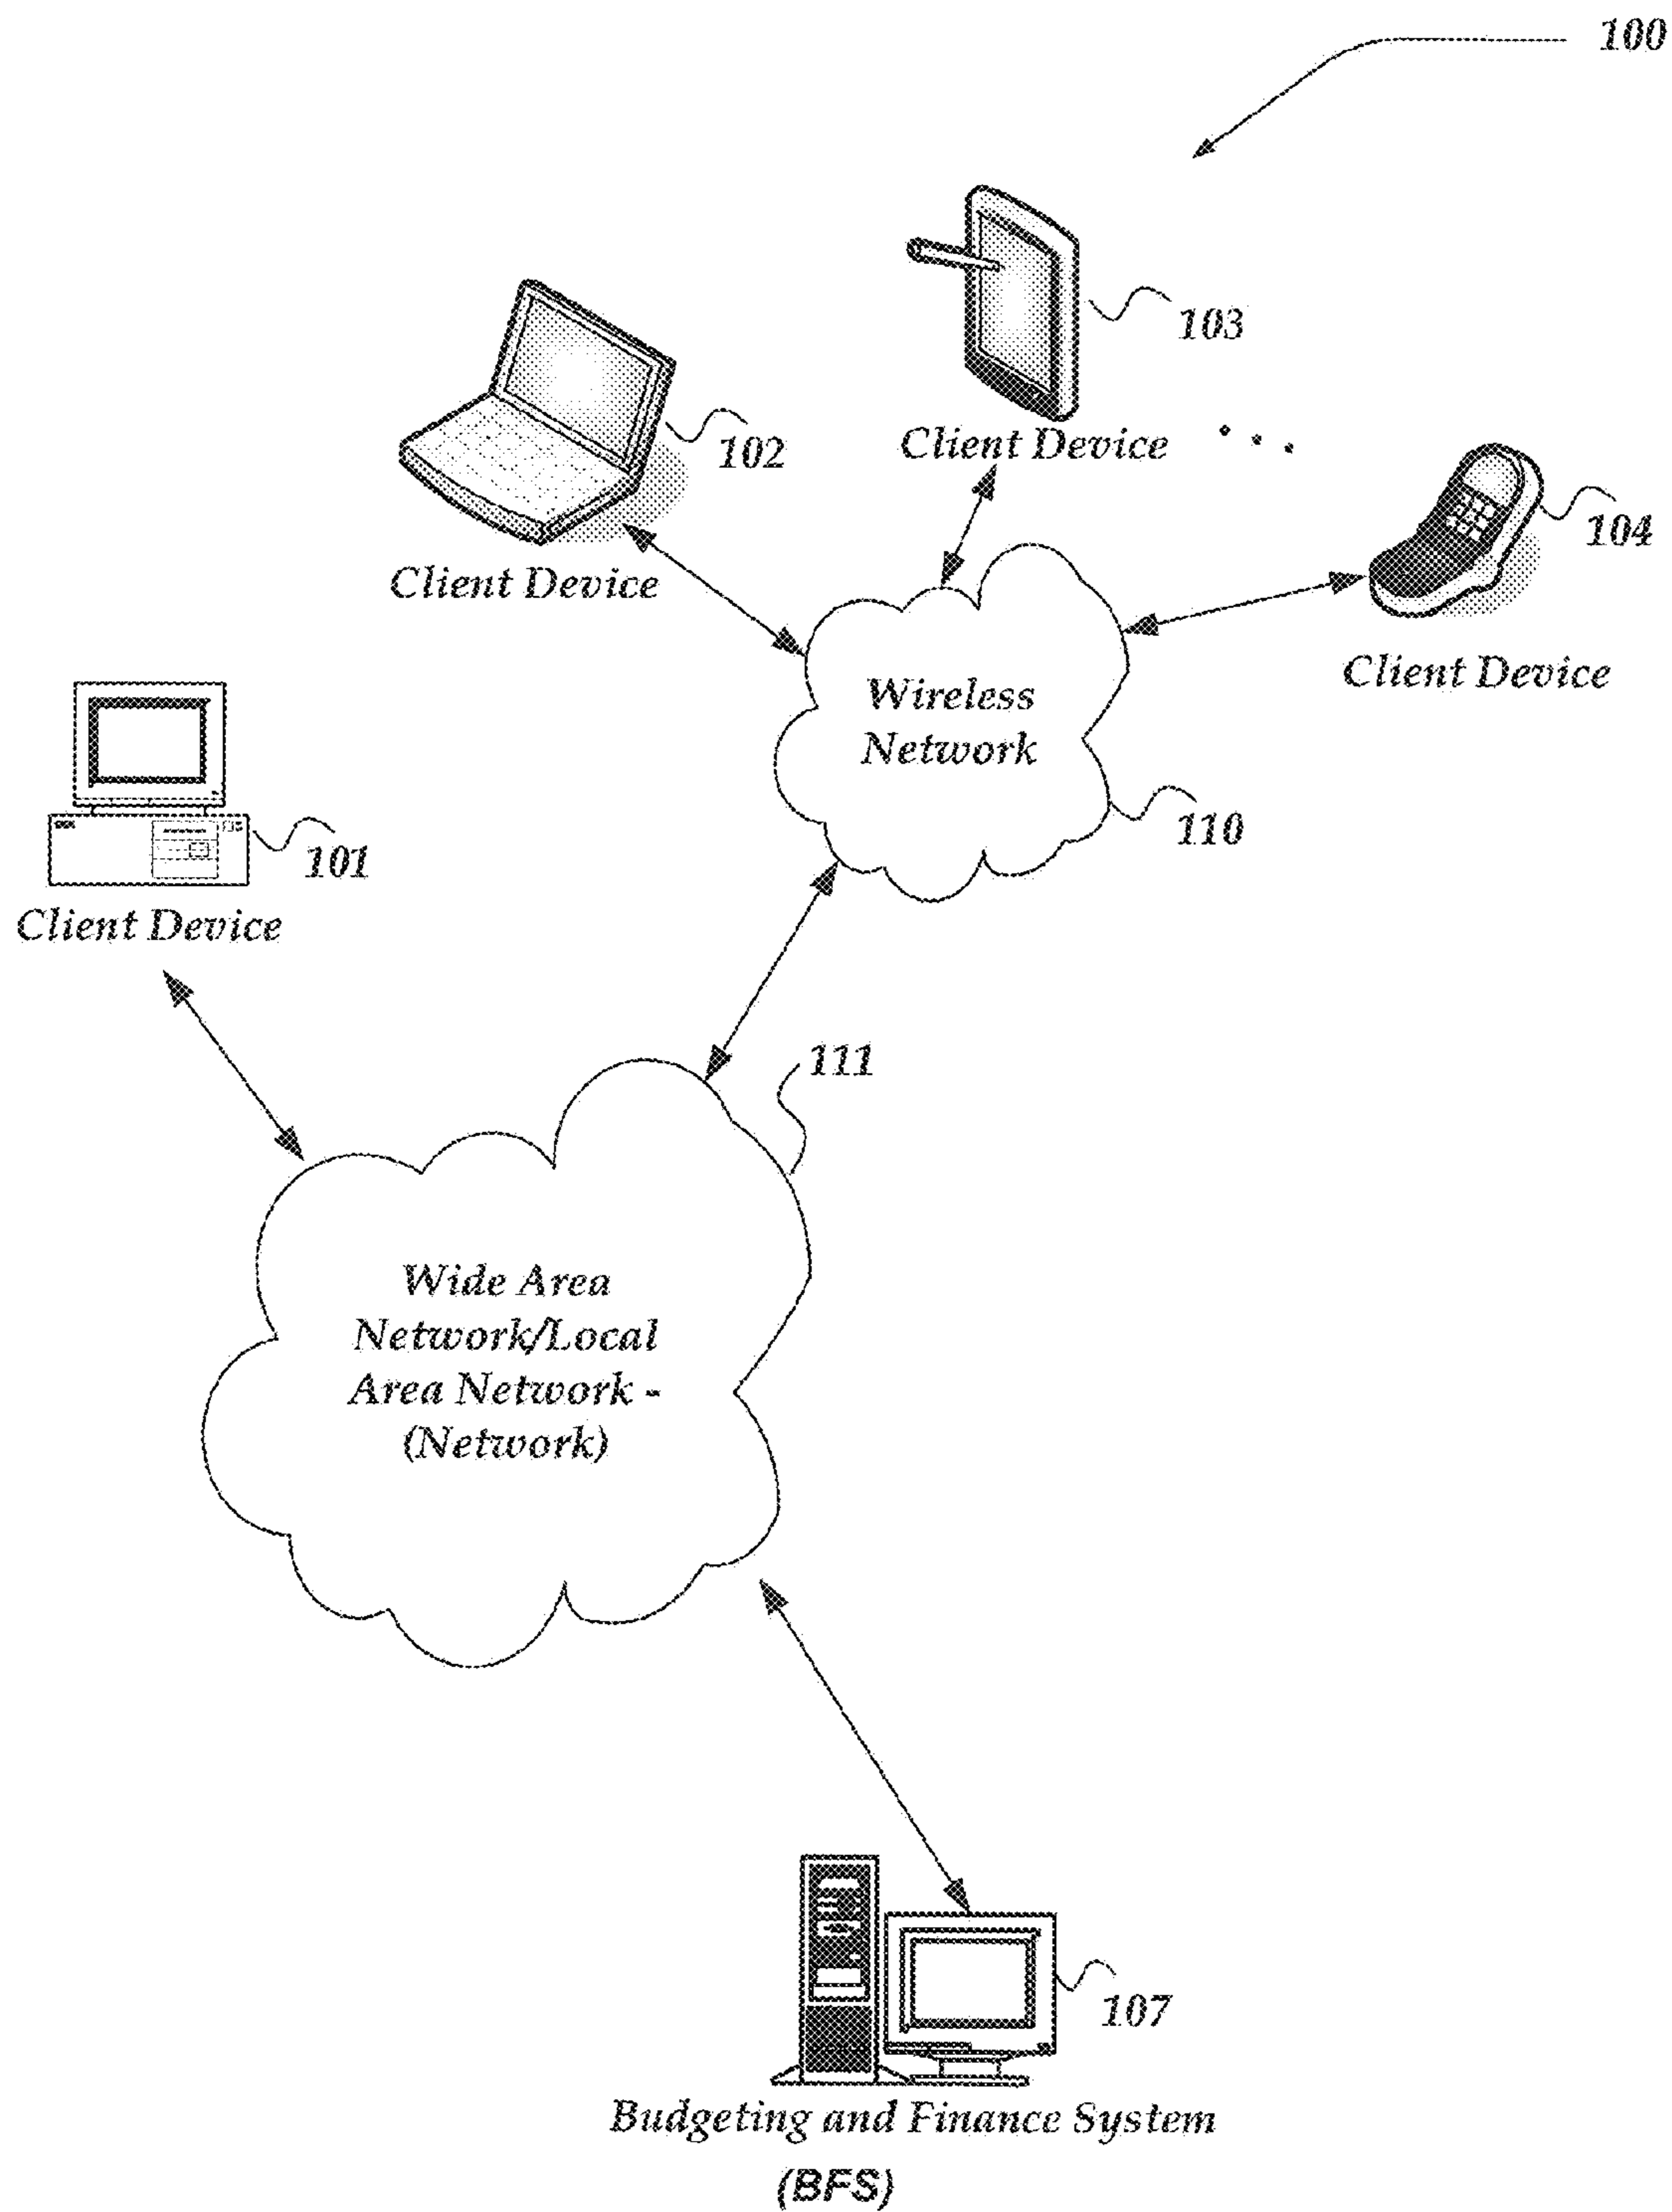 100
103
Client Device . . .
102
Client Device
104
Client Device
Wireless
Network
110
101
Client Device
111
Wide Area
Network/Local
Area Network -
(Network)
107
Budgeting and Finance System
(BFS)